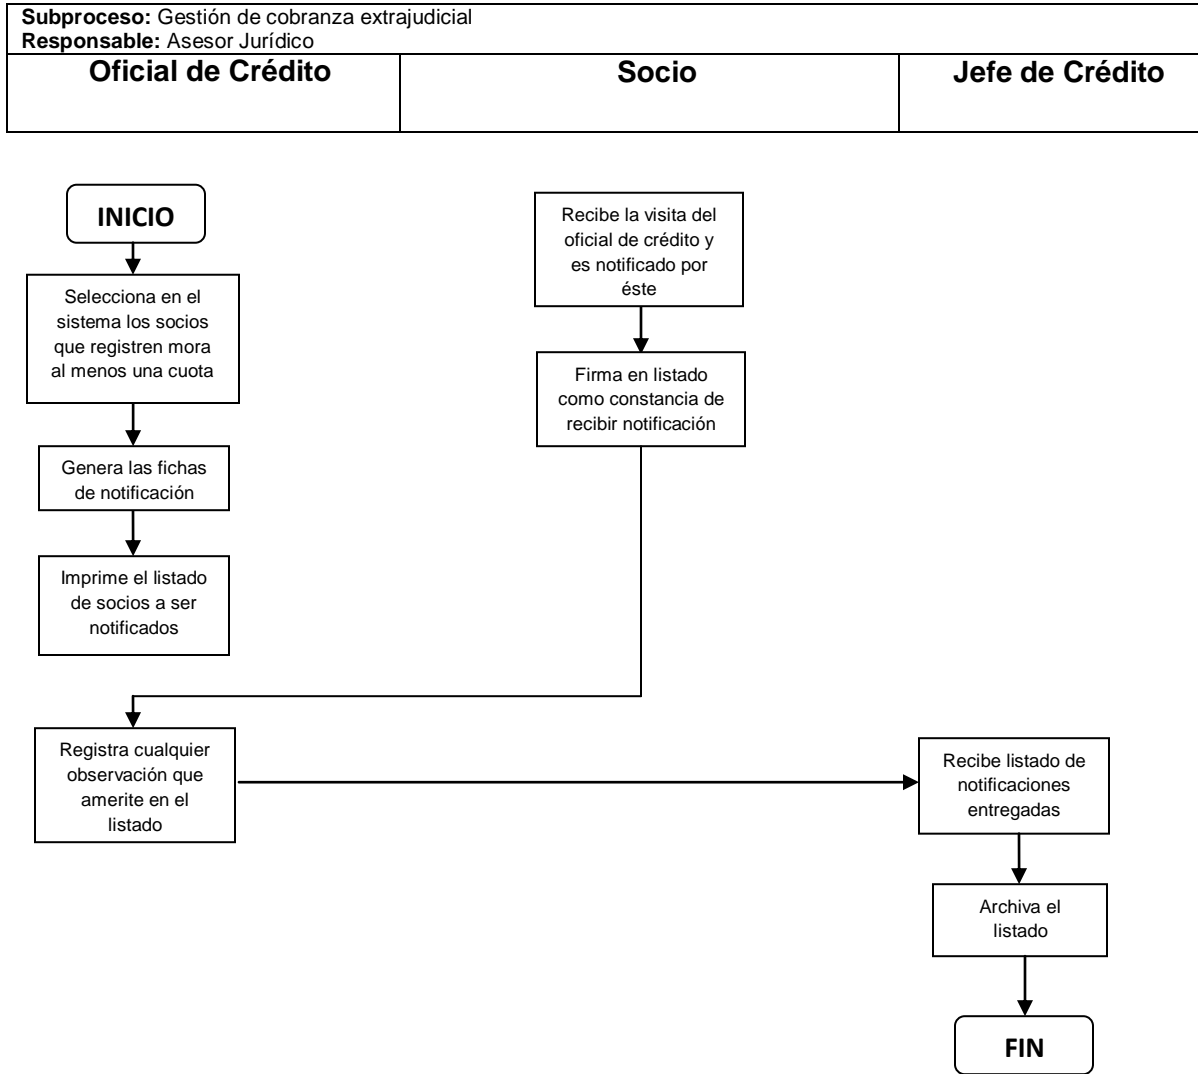 Subproceso: Gestión de cobranza extrajudicial
Responsable: Asesor Jurídico
Oficial de Crédito
Socio
Jefe de Crédito
INICIO
Selecciona en el
sistema los socios
que registren mora
al menos una cuota
Genera las fichas
de notificación
Imprime el listado
de socios a ser
notificados
Recibe la visita del
oficial de crédito y
es notificado por
éste
Firma en listado
como constancia de
recibir notificación
Registra cualquier
observación que
amerite en el
listado
Recibe listado de
notificaciones
entregadas
Archiva el
listado
FIN